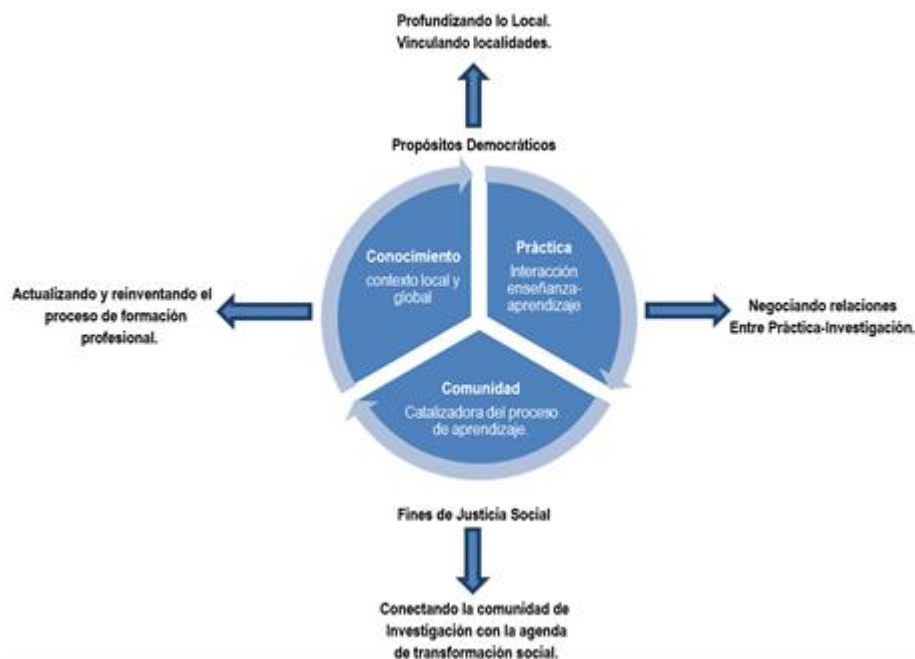 Profundizando lo Local.
Vinculando localidades.
Propósitos Democráticos
Conocimiento
contexto local y
global
Práctica
Interacción
enseñanza-
aprendizaje
Actualizando y reinventando el
proceso de formación
profesional.
Negociando relaciones
Entre Práctica-Investigación.
Comunidad
Catalizadora del proceso
de aprendizaje.
Fines de Justicia Social
Conectando la comunidad de
Investigación con la agenda
de transformación social.